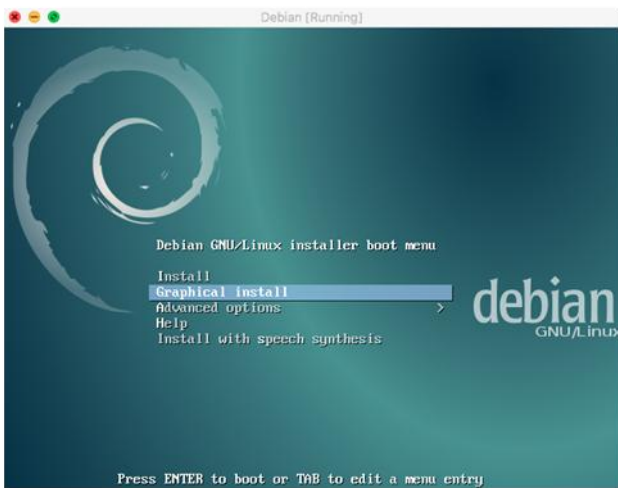 Debian [Running]
Debian GNU/Linux installer boot menu
Install
Graphical install
Advanced options >
Help
Install with speech synthesis
debian
GNU/Linux
Press ENTER to boot or TAB to edit a menu entry